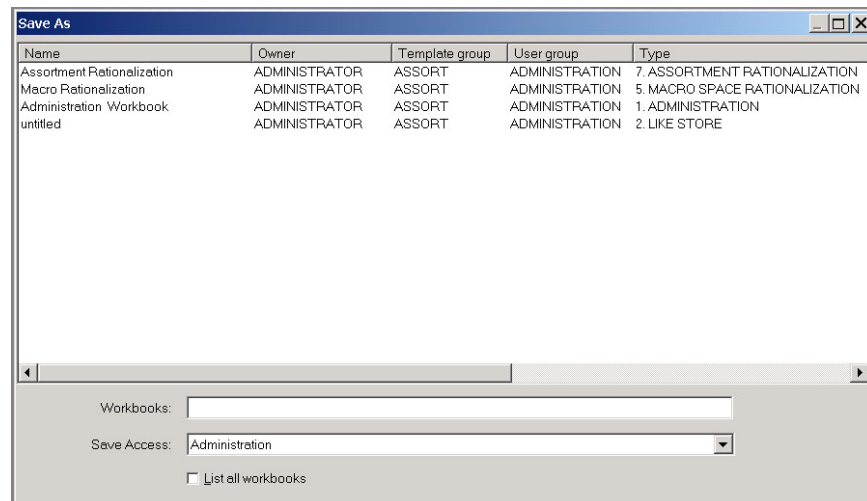 Save As
Name Owner Template group User group Type
Assortment Rationalization ADMINISTRATOR ASSORT ADMINISTRATION 7. ASSORTMENT RATIONALIZATION
Macro Rationalization ADMINISTRATOR ASSORT ADMINISTRATION 5. MACRO SPACE RATIONALIZATION
Administration Workbook ADMINISTRATOR ASSORT ADMINISTRATION 1. ADMINISTRATION
untitled ADMINISTRATOR ASSORT ADMINISTRATION 2. LIKE STORE
Workbooks:
Save Access: Administration
List all workbooks